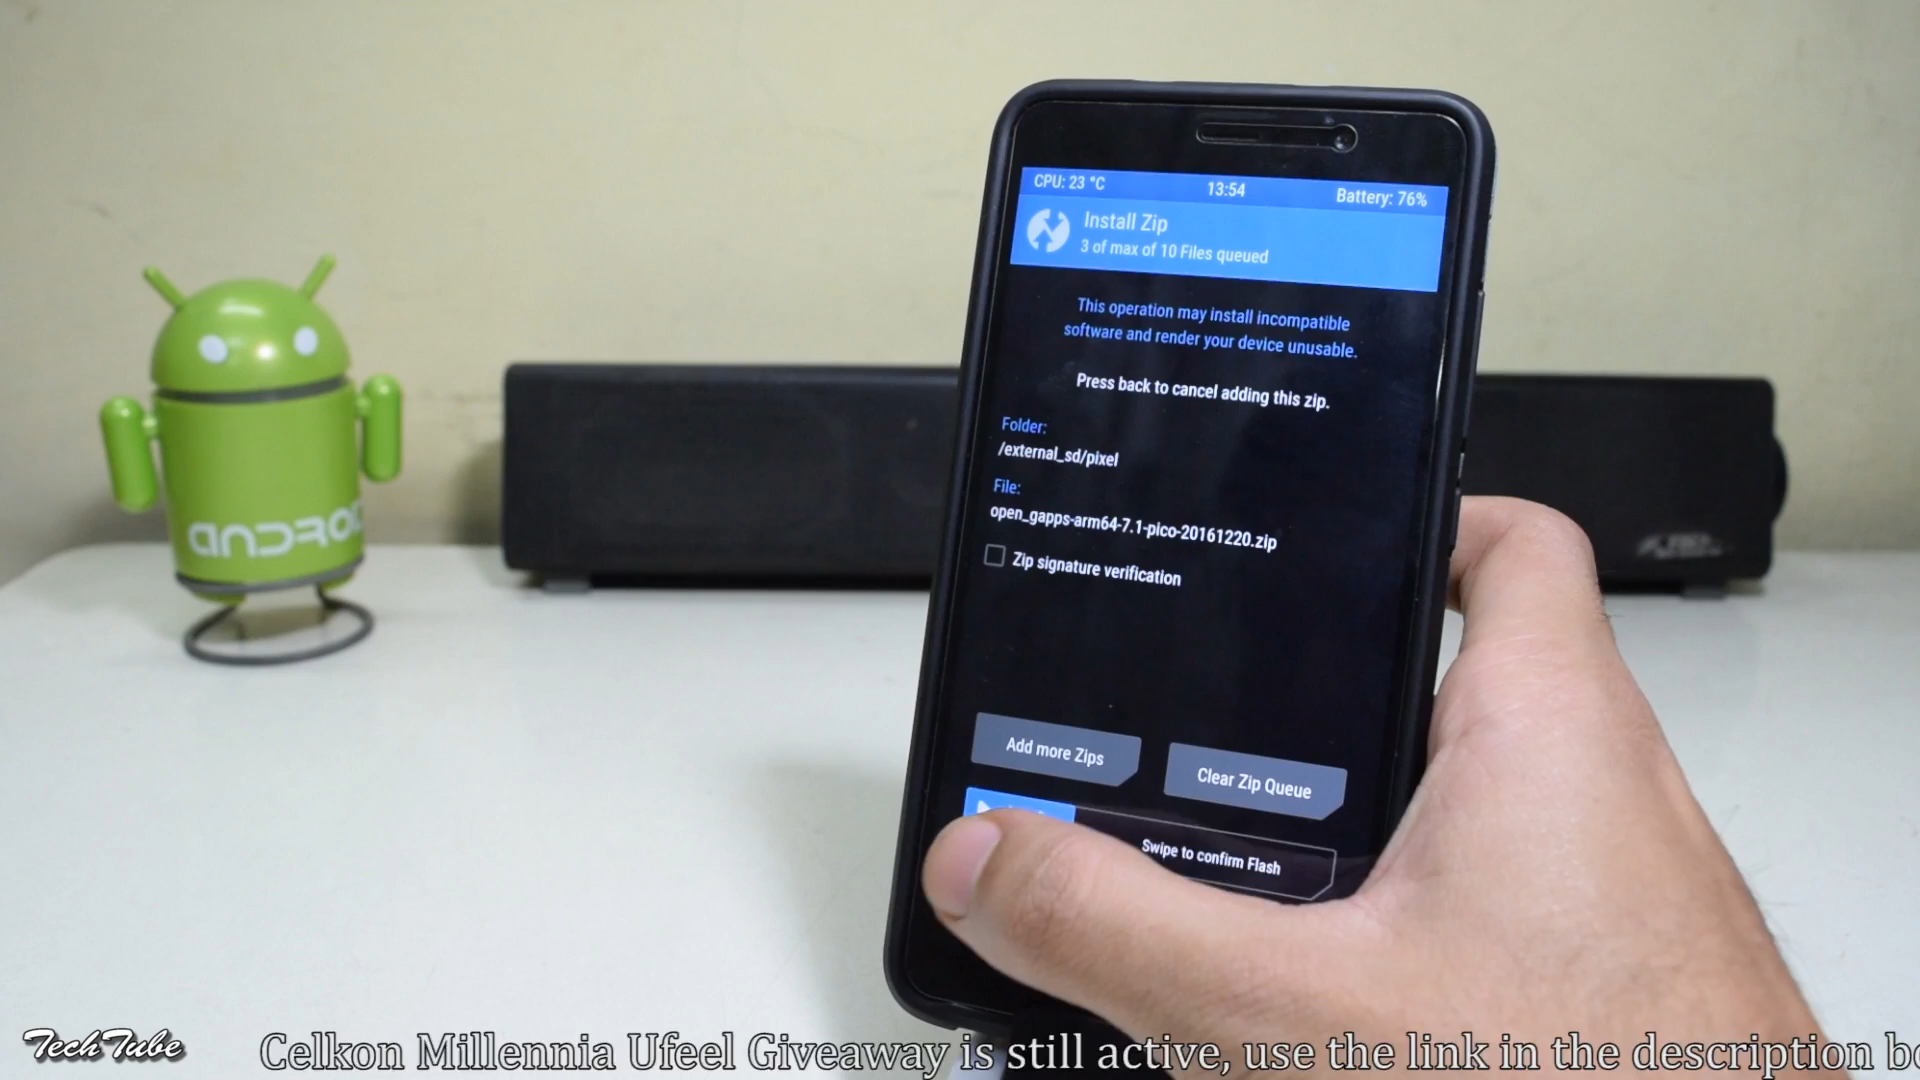 CPU: 23 °C 13:54 Battery: 76%
Install Zip
3 of max of 10 Files queued
This operation may install incompatible
software and render your device unusable.
Press back to cancel adding this zip.
Folder:
/external_sd/pixel
File:
open_gapps-arm64-7.1-pico-20161220.zip
Zip signature verification
Add more Zips
Clear Zip Queue
Swipe to confirm Flash
ANDROID
TechTube
Celkon Millennia Ufeel Giveaway is still active, use the link in the description